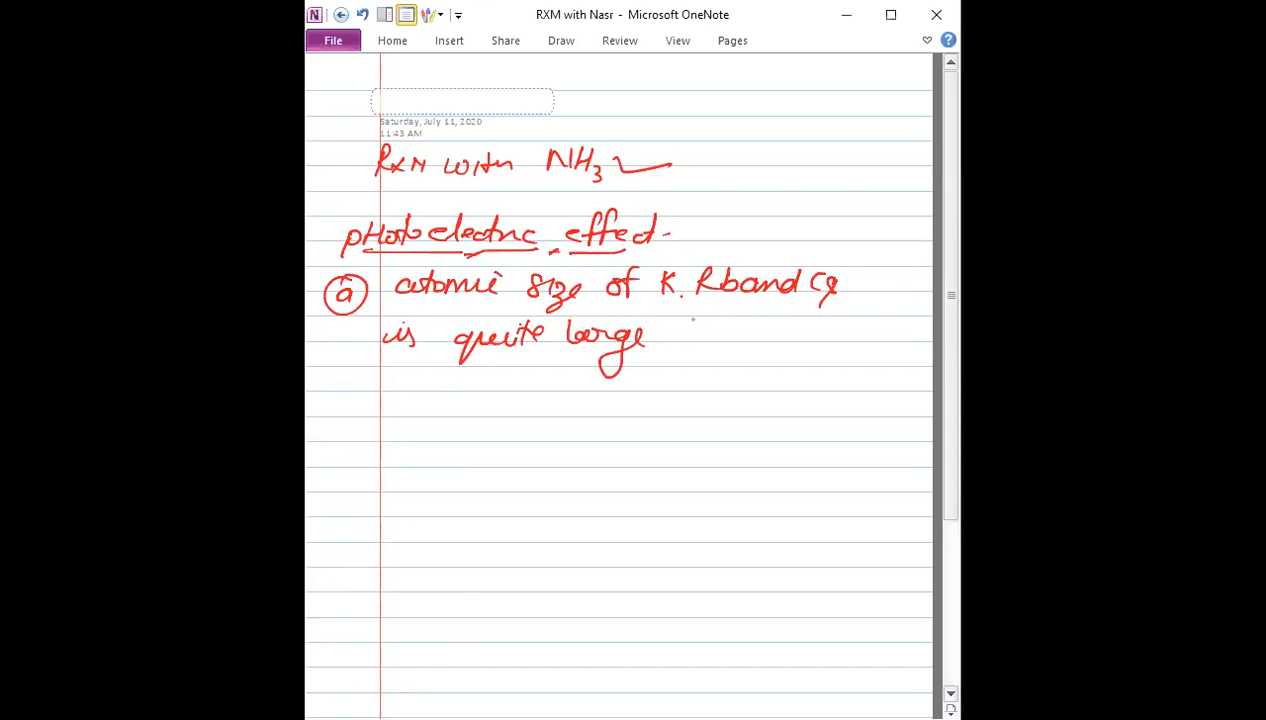 RXM with Nasr - Microsoft OneNote
File Home Insert Share Draw Review View Pages
Saturday, July 11, 2020
11:43 AM
RXN with NH3
pHotoelectric effect.
a atomic size of K. Rb and Cs
is quite large